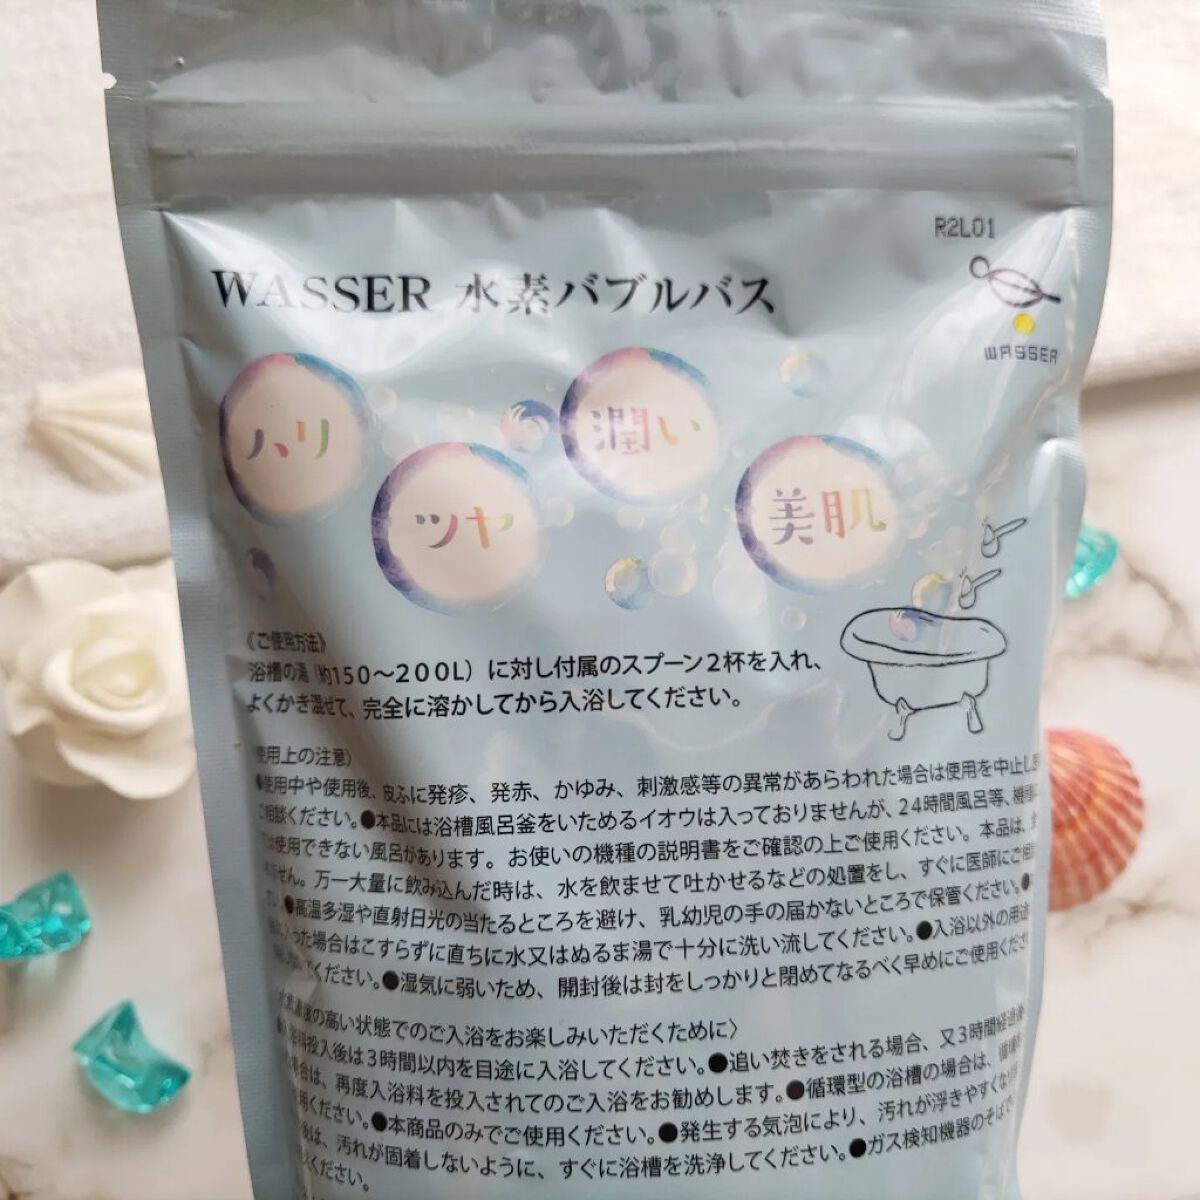 R2L01
WASSER 水素バブルバス
WASSER
ハリ
ツヤ
潤い
美肌
《ご使用方法》
浴槽の湯（約150～200L）に対し付属のスプーン2杯を入れ、
よくかき混ぜて、完全に溶かしてから入浴してください。
使用上の注意〉
●使用中や使用後、皮ふに発疹、発赤、かゆみ、刺激感等の異常があらわれた場合は使用を中止し
ご相談ください。●本品には浴槽風呂釜をいためるイオウは入っておりませんが、24時間風呂等、機種に
は使用できない風呂があります。お使いの機種の説明書をご確認の上ご使用ください。本品は、
ません。万一大量に飲み込んだ時は、水を飲ませて吐かせるなどの処置をし、すぐに医師にご相
さい。●高温多湿や直射日光の当たるところを避け、乳幼児の手の届かないところで保管ください。●
入った場合はこすらずに直ちに水又はぬるま湯で十分に洗い流してください。●入浴以外の用途
ください。●湿気に弱いため、開封後は封をしっかりと閉めてなるべく早めにご使用くださ
の高い状態でのご入浴をお楽しみいただくために〉
料投入後は3時間以内を目途に入浴してください。●追い焚きをされる場合、又3時間経過後
場合は、再度入浴料を投入されてのご入浴をお勧めします。●循環型の浴槽の場合は、
用ください。●本商品のみでご使用ください。●発生する気泡により、汚れが浮きやすくな
後は、汚れが固着しないように、すぐに浴槽を洗浄してください。●ガス検知機器のそばで
ください。